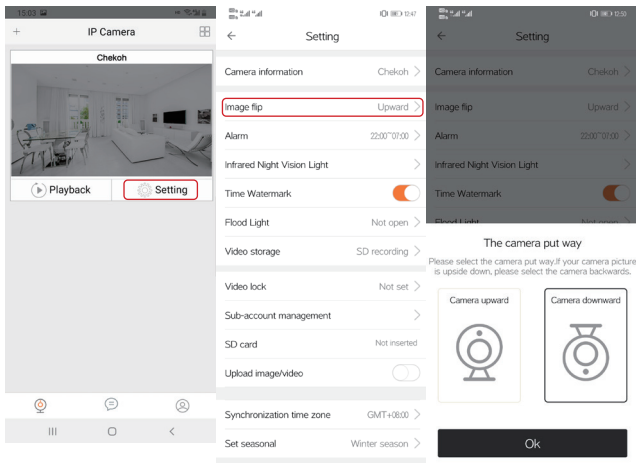 15:03
IP Camera
Chekoh
Playback
Setting
12:47
Setting
Camera information
Chekoh
Image flip
Upward
Alarm
22:00~07:00
Infrared Night Vision Light
Time Watermark
Flood Light
Not open
Video storage
SD recording
Video lock
Not set
Sub-account management
SD card
Not inserted
Upload image/video
Synchronization time zone
GMT+08:00
Set seasonal
Winter season
12:50
Setting
Camera information
Chekoh
Image flip
Upward
Alarm
22:00~07:00
Infrared Night Vision Light
Time Watermark
Flood Light
Not open
The camera put way
Please select the camera put way.If your camera picture
is upside down, please select the camera backwards.
Camera upward
Camera downward
Ok